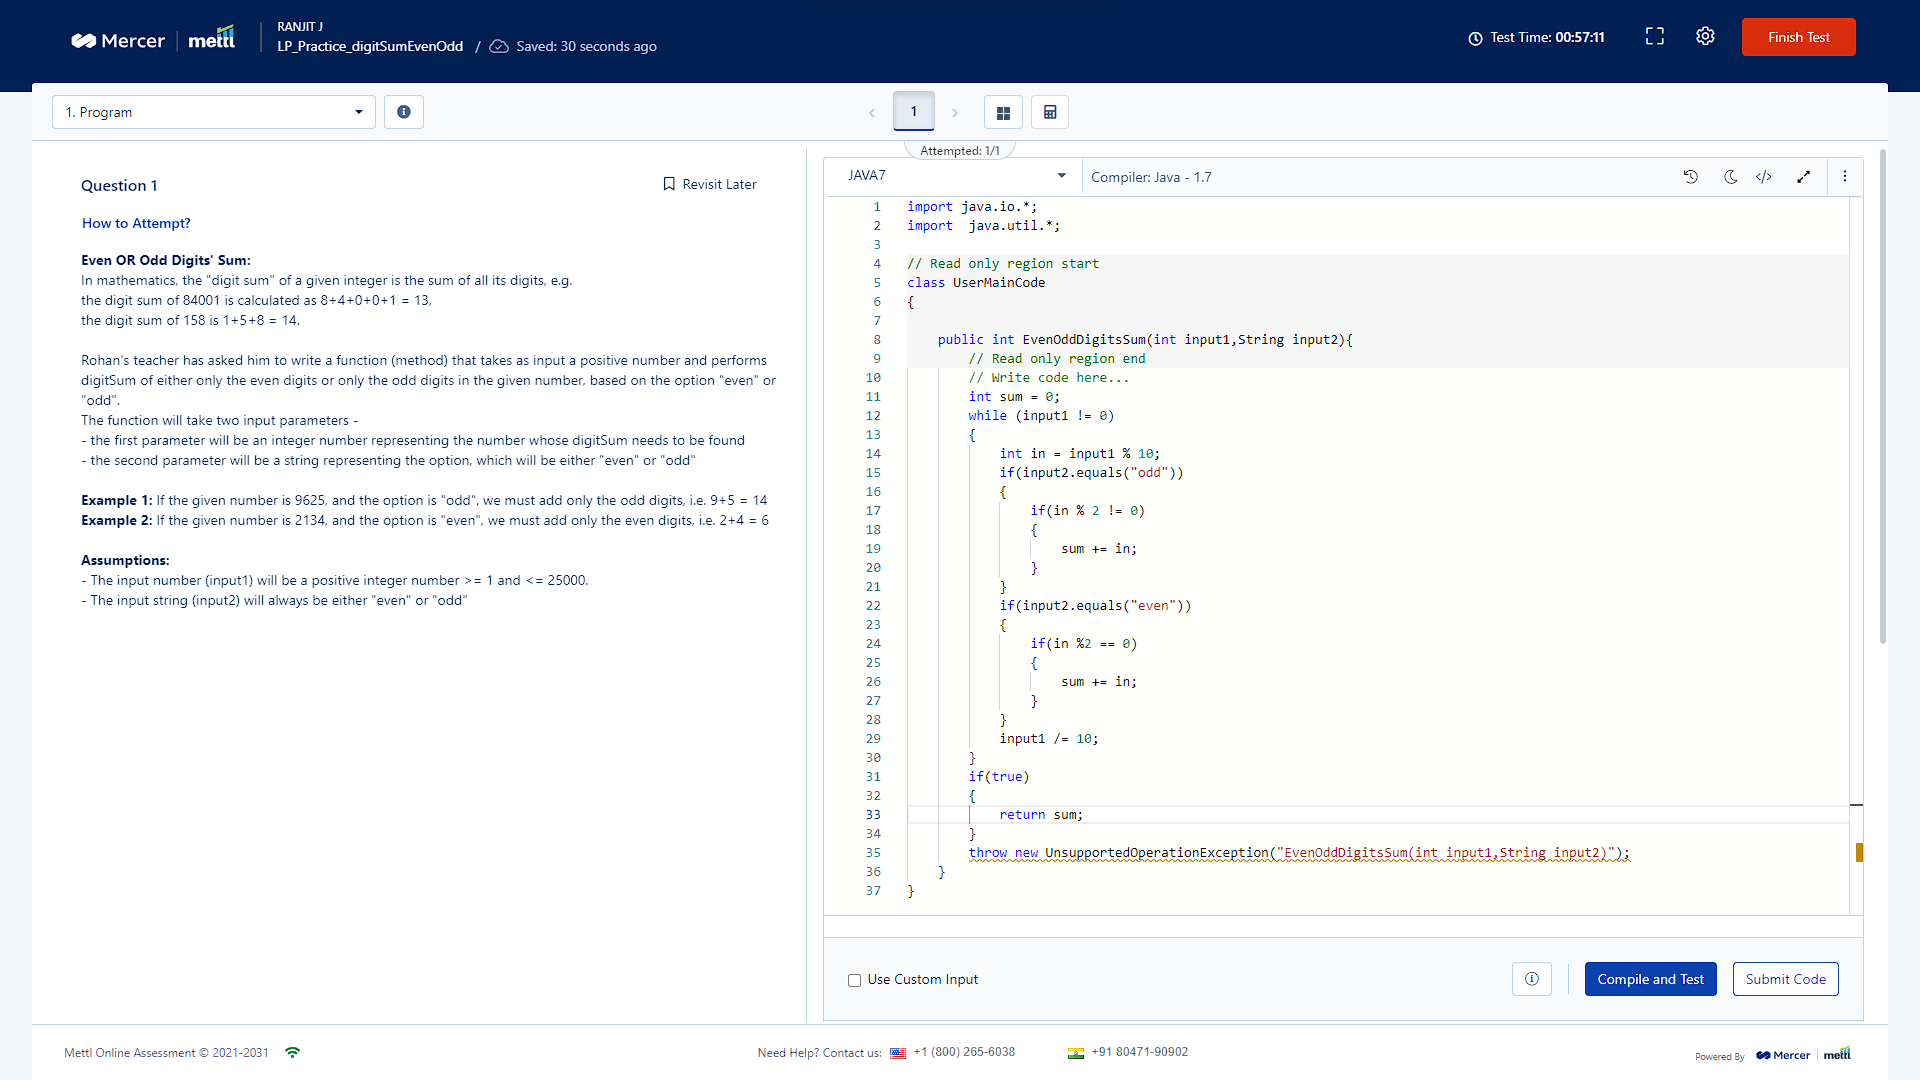 Mercer | mettl
RANJIT J
LP_Practice_digitSumEvenOdd / Saved: 30 seconds ago
Test Time: 00:57:11
Finish Test
1. Program
1
Attempted: 1/1
Question 1
Revisit Later
How to Attempt?
Even OR Odd Digits' Sum:
In mathematics, the "digit sum" of a given integer is the sum of all its digits, e.g.
the digit sum of 84001 is calculated as 8+4+0+0+1 = 13,
the digit sum of 158 is 1+5+8 = 14.
Rohan's teacher has asked him to write a function (method) that takes as input a positive number and performs
digitSum of either only the even digits or only the odd digits in the given number, based on the option "even" or
"odd".
The function will take two input parameters -
- the first parameter will be an integer number representing the number whose digitSum needs to be found
- the second parameter will be a string representing the option, which will be either "even" or "odd"
Example 1: If the given number is 9625, and the option is "odd", we must add only the odd digits, i.e. 9+5 = 14
Example 2: If the given number is 2134, and the option is "even", we must add only the even digits, i.e. 2+4 = 6
Assumptions:
- The input number (input1) will be a positive integer number >= 1 and <= 25000.
- The input string (input2) will always be either "even" or "odd"
JAVA7
Compiler: Java - 1.7
1 import java.io.*;
2 import  java.util.*;
3
4 // Read only region start
5 class UserMainCode
6 {
7
8     public int EvenOddDigitsSum(int input1,String input2){
9         // Read only region end
10         // Write code here...
11         int sum = 0;
12         while (input1 != 0)
13         {
14             int in = input1 % 10;
15             if(input2.equals("odd"))
16             {
17                 if(in % 2 != 0)
18                 {
19                     sum += in;
20                 }
21             }
22             if(input2.equals("even"))
23             {
24                 if(in %2 == 0)
25                 {
26                     sum += in;
27                 }
28             }
29             input1 /= 10;
30         }
31         if(true)
32         {
33             return sum;
34         }
35         throw new UnsupportedOperationException("EvenOddDigitsSum(int input1,String input2)");
36     }
37 }
Use Custom Input
Compile and Test
Submit Code
Mettl Online Assessment © 2021-2031
Need Help? Contact us: +1 (800) 265-6038
+91 80471-90902
Powered By Mercer | mettl